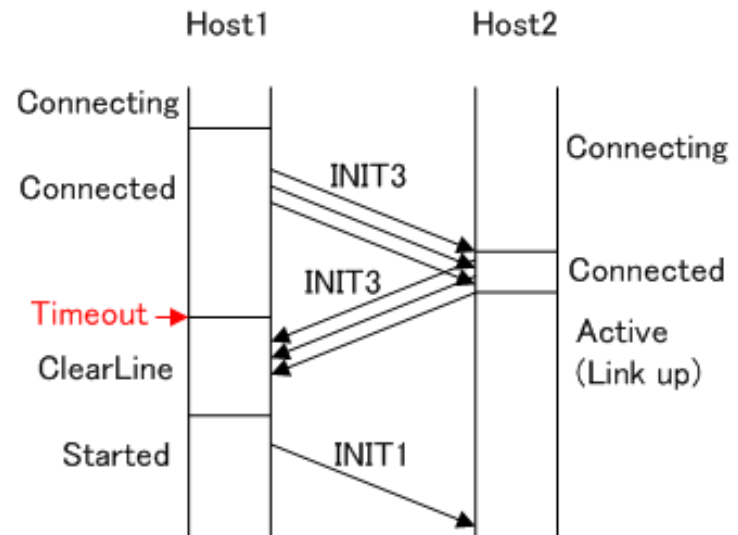 Host1
Host2
Connecting
Connecting
INIT3
Connected
Connected
INIT3
Timeout
Active
(Link up)
ClearLine
Started
INIT1